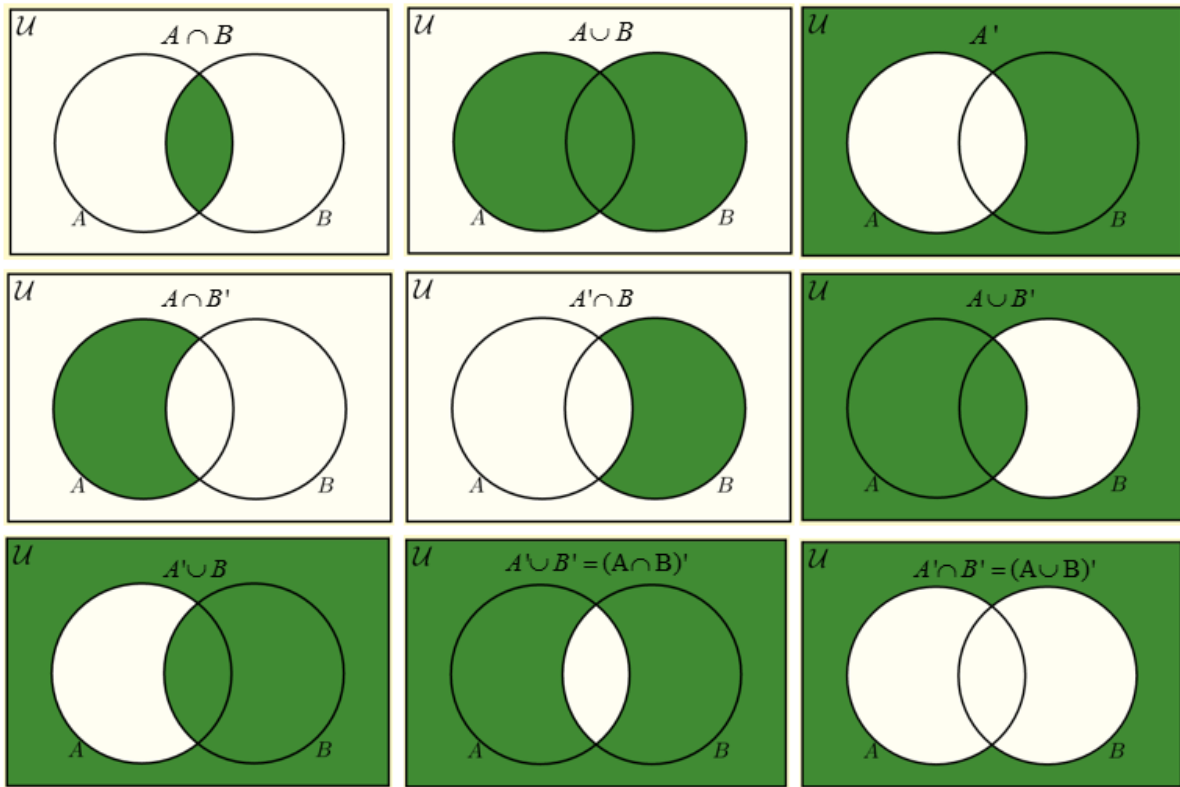 𝒰
A ∩ B
A
B
𝒰
A ∪ B
A
B
𝒰
A'
A
B
𝒰
A ∩ B'
A
B
𝒰
A' ∩ B
A
B
𝒰
A ∪ B'
A
B
𝒰
A' ∪ B
A
B
𝒰
A' ∪ B' = (A ∩ B)'
A
B
𝒰
A' ∩ B' = (A ∪ B)'
A
B